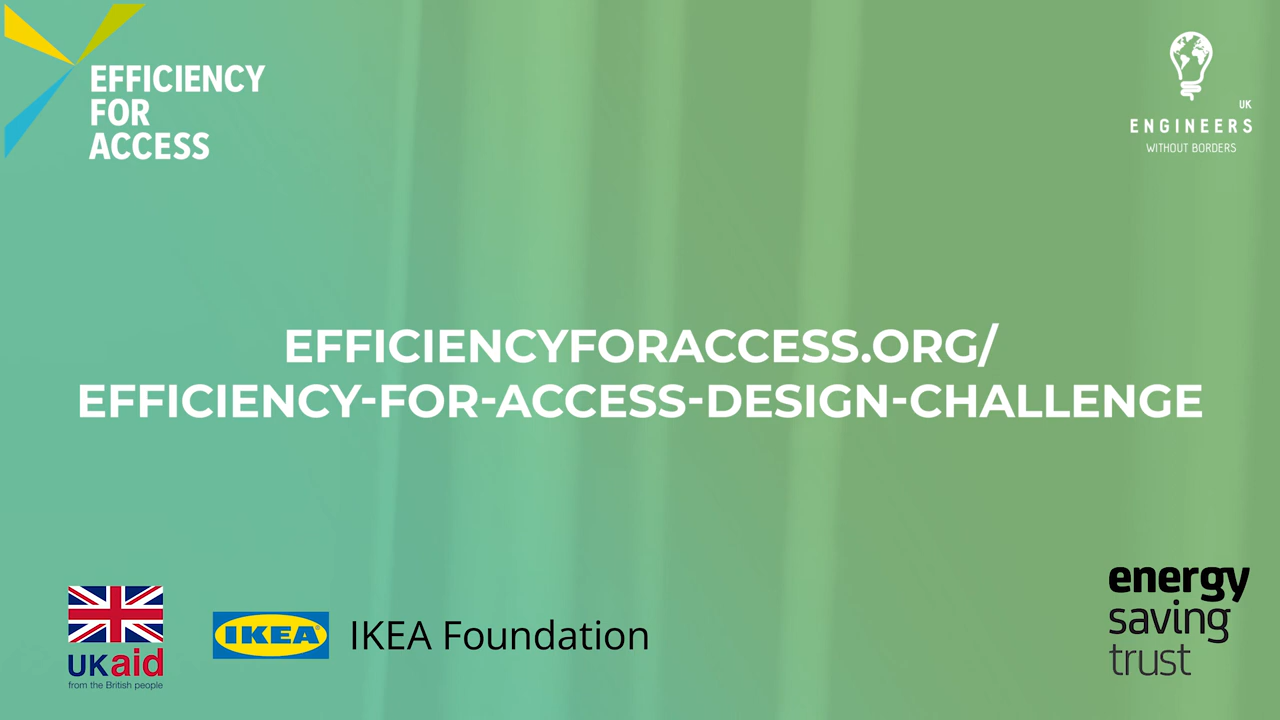 EFFICIENCY
FOR
ACCESS
UK
ENGINEERS
WITHOUT BORDERS
EFFICIENCYFORACCESS.ORG/
EFFICIENCY-FOR-ACCESS-DESIGN-CHALLENGE
UKaid
from the British people
IKEA
IKEA Foundation
energy
saving
trust